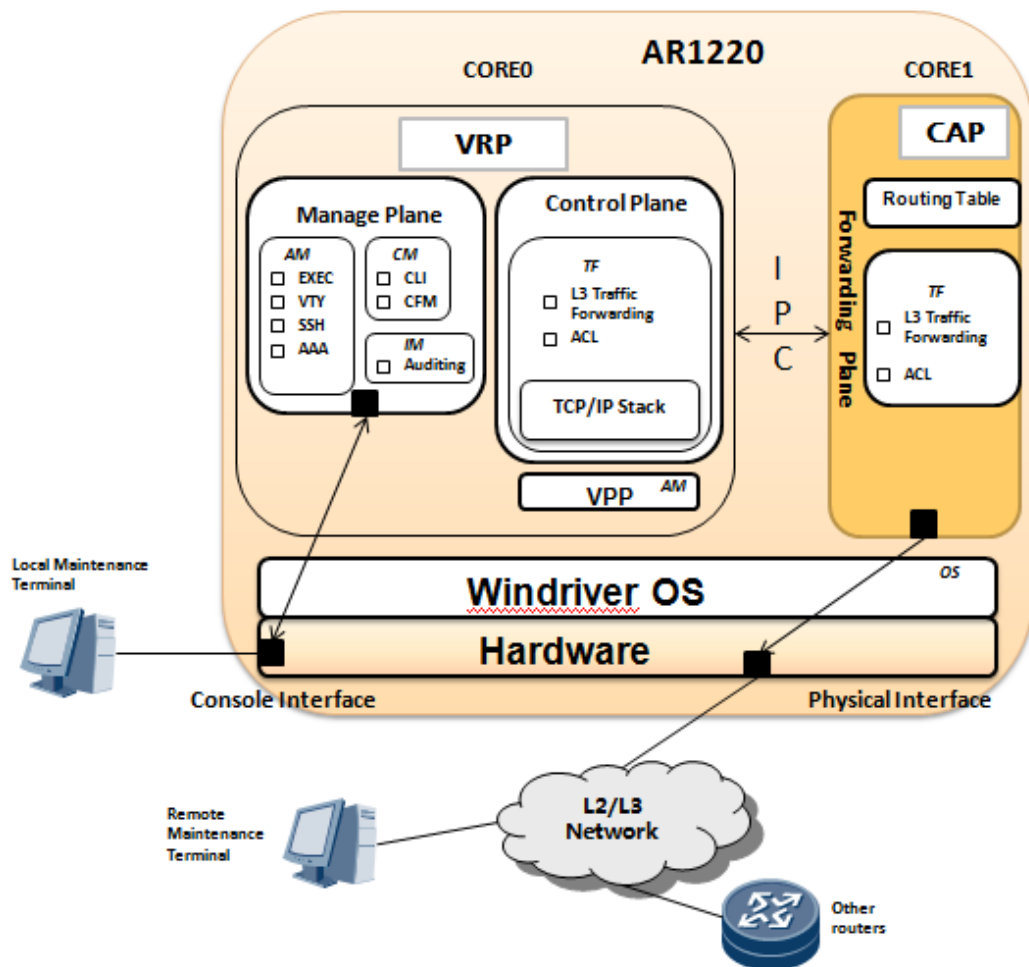 AR1220
CORE0
CORE1
VRP
CAP
Manage Plane
AM
EXEC
VTY
SSH
AAA
CM
CLI
CFM
IM
Auditing
Control Plane
TF
L3 Traffic
Forwarding
ACL
TCP/IP Stack
VPP
AM
I
P
C
Forwarding Plane
Routing Table
TF
L3 Traffic
Forwarding
ACL
Windriver OS
OS
Hardware
Local Maintenance
Terminal
Console Interface
Physical Interface
L2/L3
Network
Remote
Maintenance
Terminal
Other
routers